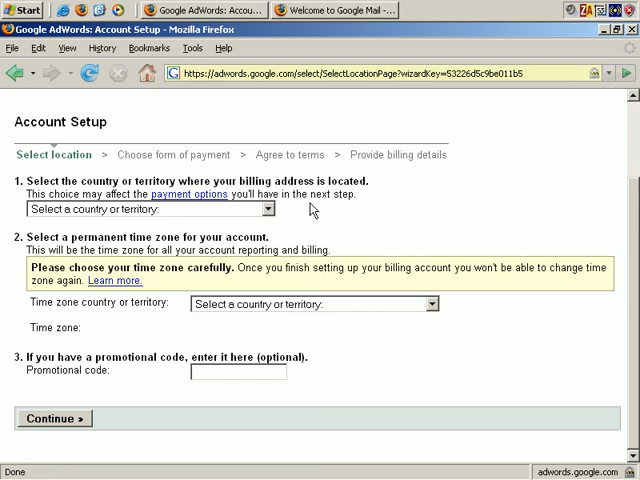 Start
Google AdWords: Accou...
Welcome to Google Mail -...
ZA
Google AdWords: Account Setup - Mozilla Firefox
File Edit View History Bookmarks Tools Help
G https://adwords.google.com/select/SelectLocationPage?wizardKey=53226d5c9be011b5
Account Setup
Select location > Choose form of payment > Agree to terms > Provide billing details
1. Select the country or territory where your billing address is located.
This choice may affect the payment options you'll have in the next step.
Select a country or territory:
2. Select a permanent time zone for your account.
This will be the time zone for all your account reporting and billing.
Please choose your time zone carefully. Once you finish setting up your billing account you won't be able to change time
zone again. Learn more.
Time zone country or territory: Select a country or territory:
Time zone:
3. If you have a promotional code, enter it here (optional).
Promotional code:
Continue »
Done adwords.google.com